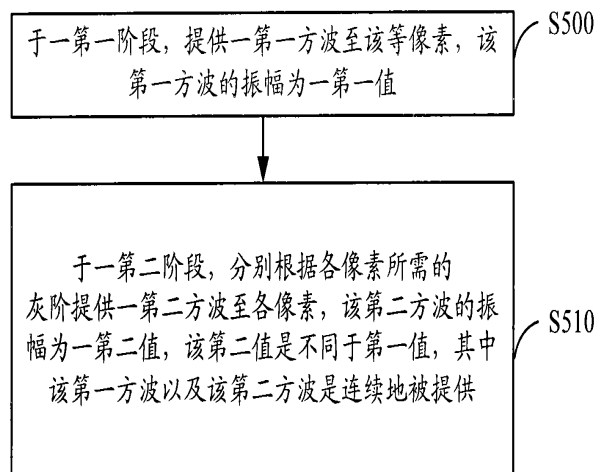 于一第一阶段，提供一第一方波至该等像素，该
第一方波的振幅为一第一值
S500
于一第二阶段，分别根据各像素所需的
灰阶提供一第二方波至各像素，该第二方波的振
幅为一第二值，该第二值是不同于第一值，其中
该第一方波以及该第二方波是连续地被提供
S510